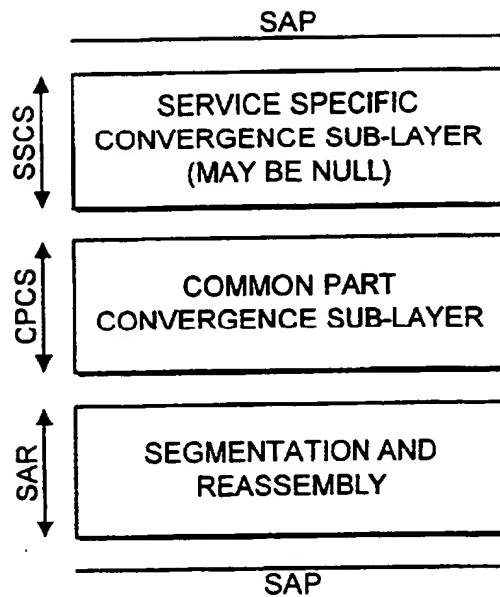 SAP
SSCS
SERVICE SPECIFIC
CONVERGENCE SUB-LAYER
(MAY BE NULL)
CPCS
COMMON PART
CONVERGENCE SUB-LAYER
SAR
SEGMENTATION AND
REASSEMBLY
SAP